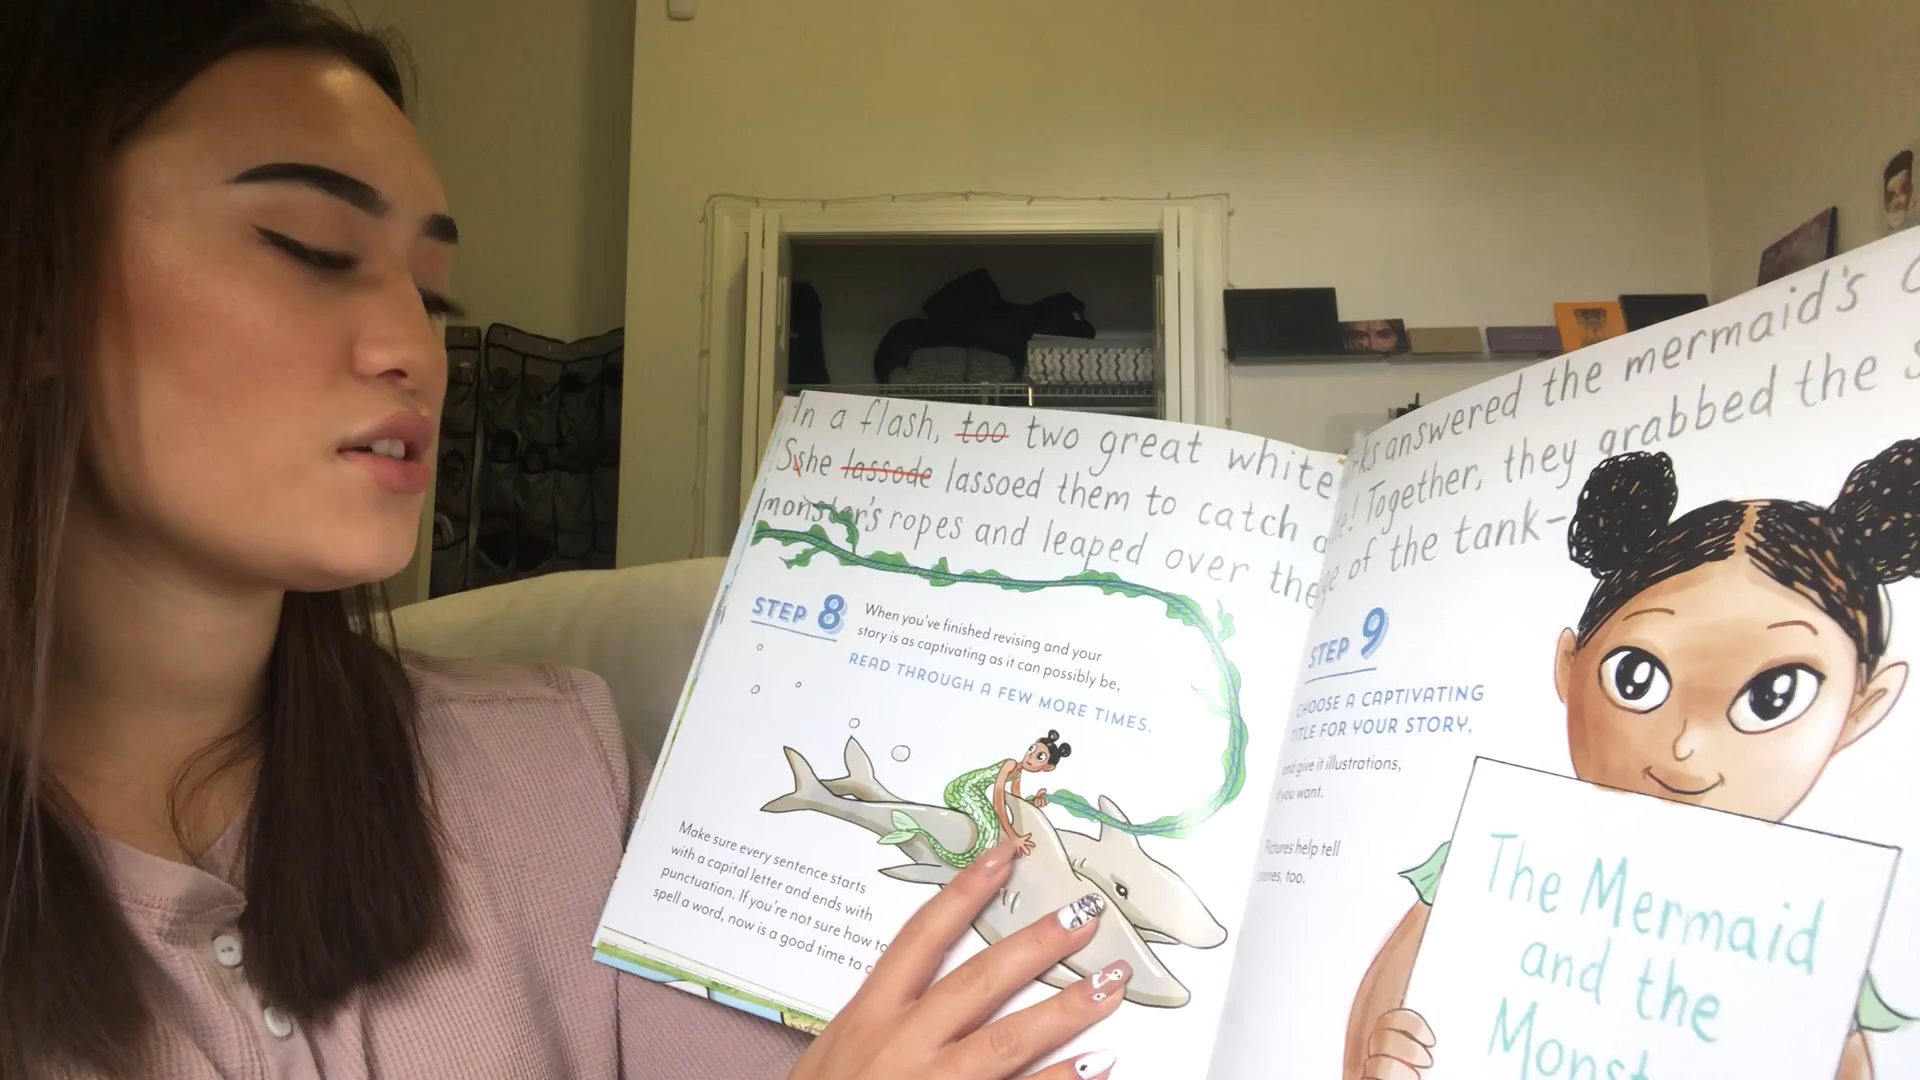 In a flash, too two great white
Sshe lassode lassoed them to catch a
monster's ropes and leaped over the
STEP 8
When you've finished revising and your
story is as captivating as it can possibly be,
READ THROUGH A FEW MORE TIMES.
Make sure every sentence starts
with a capital letter and ends with
punctuation. If you're not sure how to
spell a word, now is a good time to
answered the mermaid's
Together, they grabbed the
of the tank-
STEP 9
CHOOSE A CAPTIVATING
TITLE FOR YOUR STORY,
and give it illustrations,
you want.
Pictures help tell
too.
The Mermaid
and the